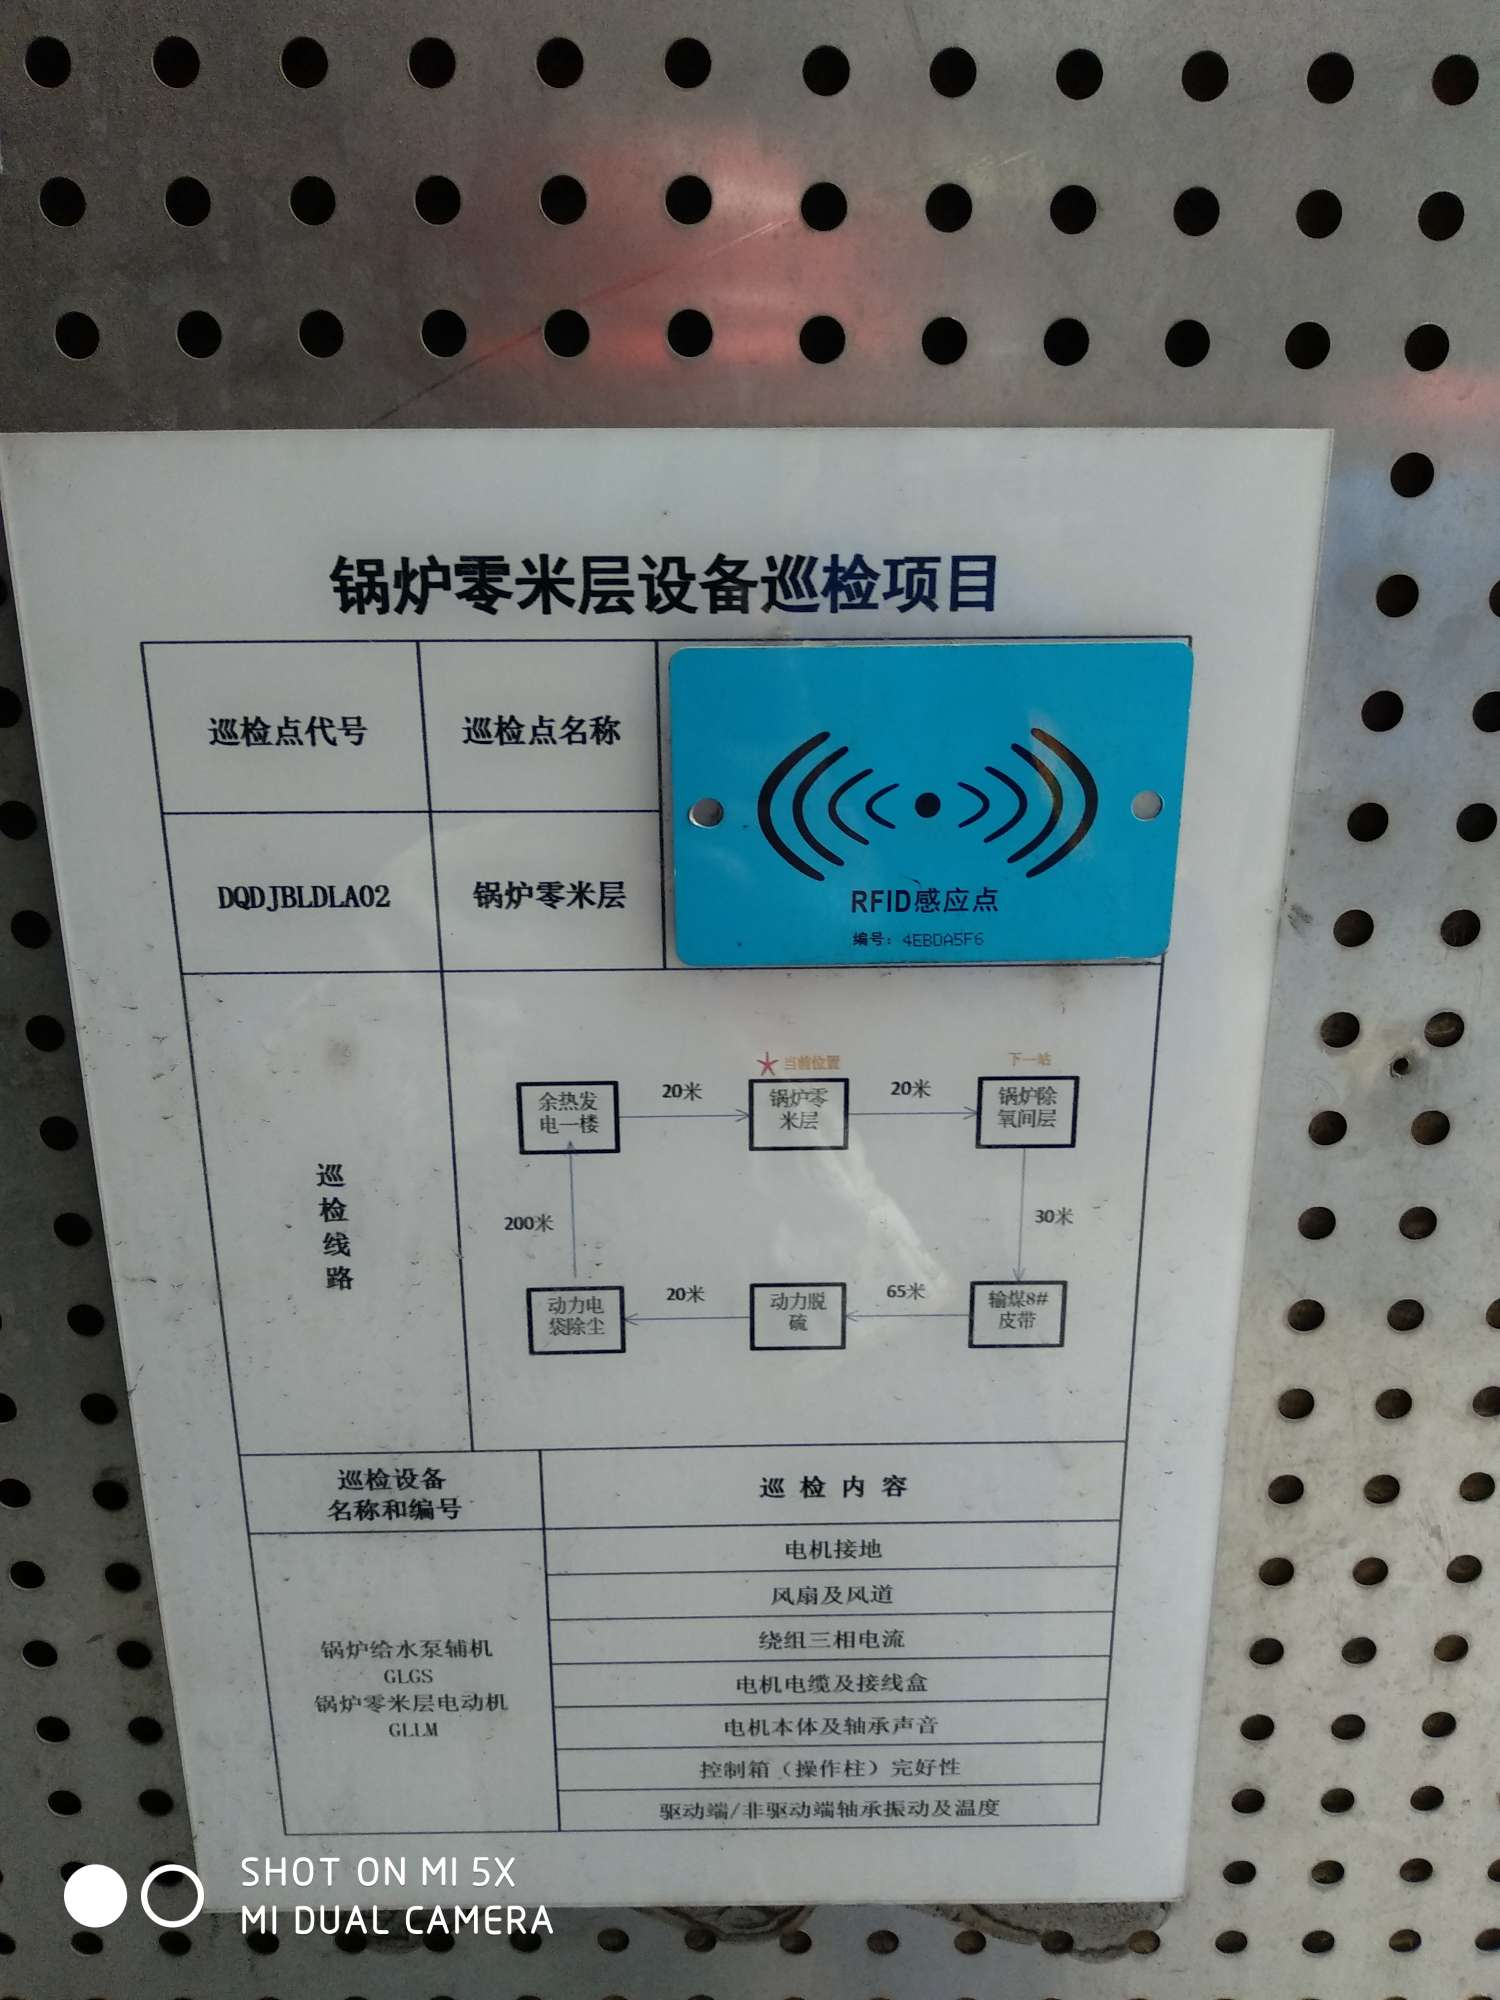 锅炉零米层设备巡检项目
巡检点代号
巡检点名称
DQDJBLDLA02
锅炉零米层
RFID感应点
编号: 4EBDA5F6
巡
检
线
路
当前位置
下一站
余热发
电一楼
20米
锅炉零
米层
20米
锅炉除
氧间层
200米
30米
动力电
袋除尘
20米
动力脱
硫
65米
输煤8#
皮带
巡检设备
名称和编号
巡 检 内 容
锅炉给水泵辅机
GLGS
锅炉零米层电动机
GLLM
电机接地
风扇及风道
绕组三相电流
电机电缆及接线盒
电机本体及轴承声音
控制箱（操作柱）完好性
驱动端/非驱动端轴承振动及温度
SHOT ON MI 5X
MI DUAL CAMERA